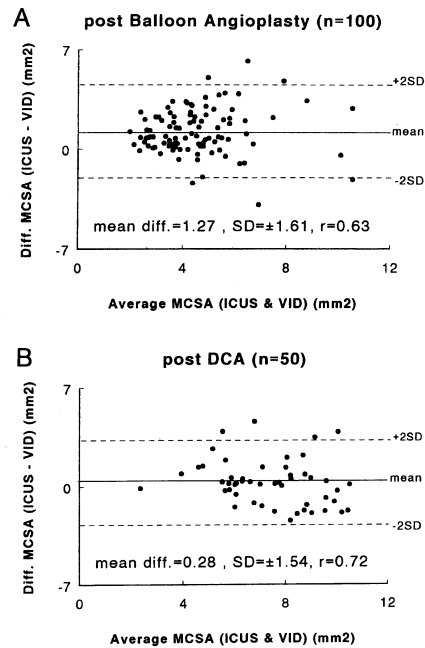 A
post Balloon Angioplasty (n=100)
Diff. MCSA (ICUS - VID) (mm2)
7
0
-7
+2SD
mean
-2SD
mean diff.=1.27 , SD=±1.61, r=0.63
0
4
8
12
Average MCSA (ICUS & VID) (mm2)
B
post DCA (n=50)
Diff. MCSA (ICUS - VID) (mm2)
7
0
-7
+2SD
mean
-2SD
mean diff.=0.28 , SD=±1.54, r=0.72
0
4
8
12
Average MCSA (ICUS & VID) (mm2)